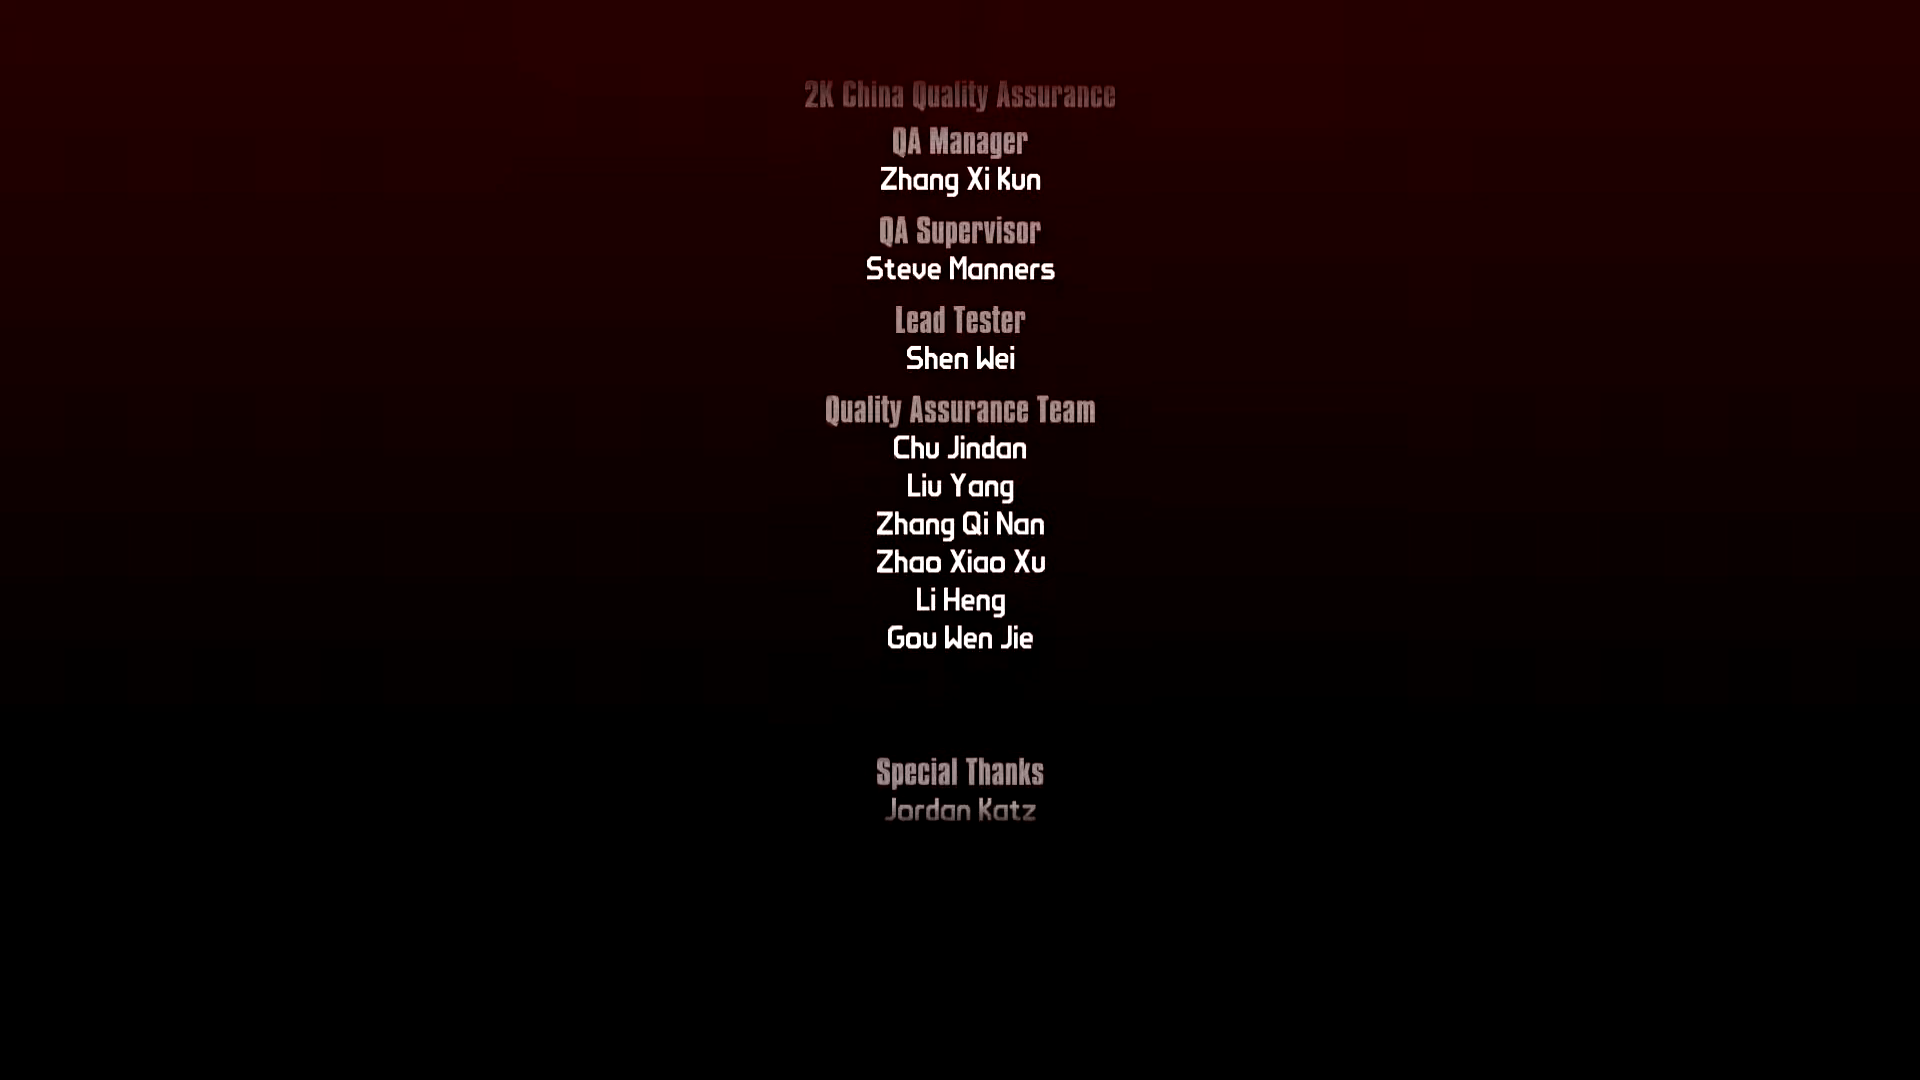 2K China Quality Assurance
QA Manager
Zhang Xi Kun
QA Supervisor
Steve Manners
Lead Tester
Shen Wei
Quality Assurance Team
Chu Jindan
Liu Yang
Zhang Qi Nan
Zhao Xiao Xu
Li Heng
Gou Wen Jie
Special Thanks
Jordan Katz